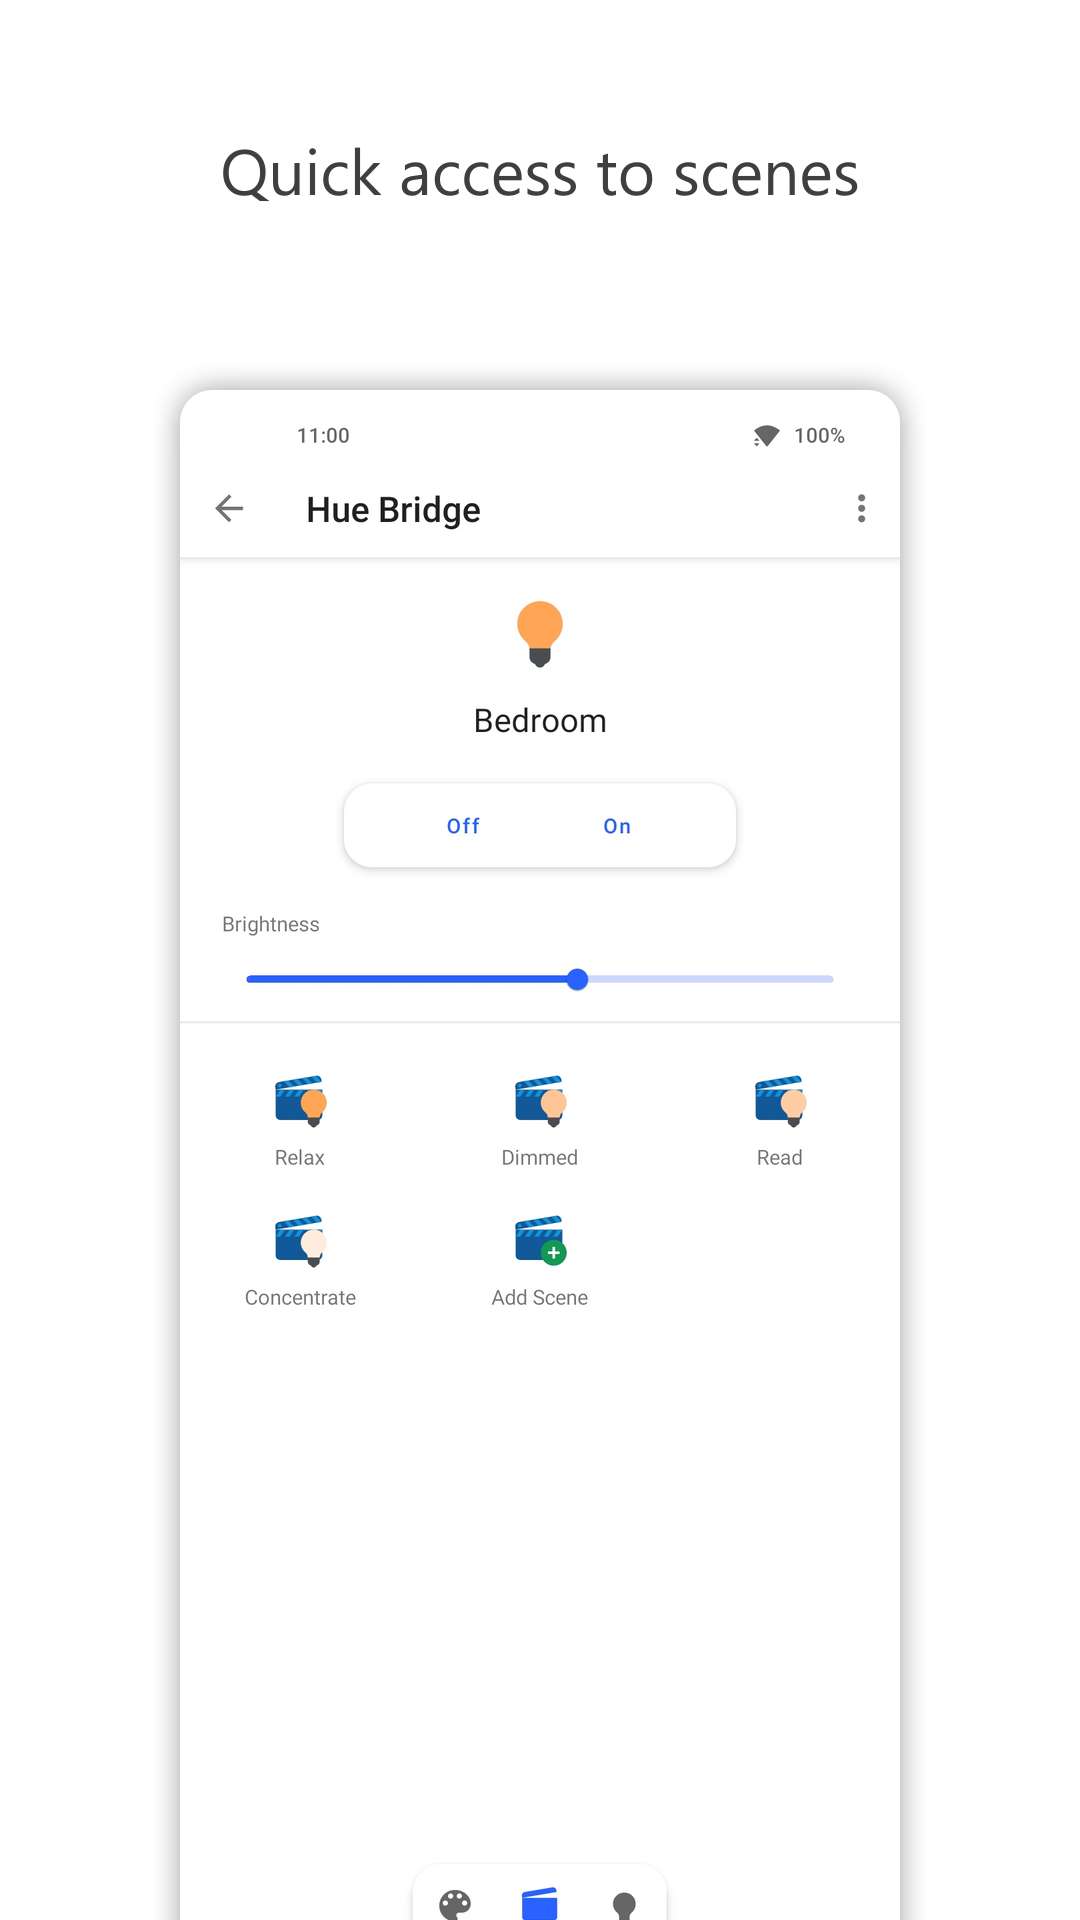 Quick access to scenes
11:00 100%
Hue Bridge
Bedroom
Off On
Brightness
Relax Dimmed Read
Concentrate Add Scene